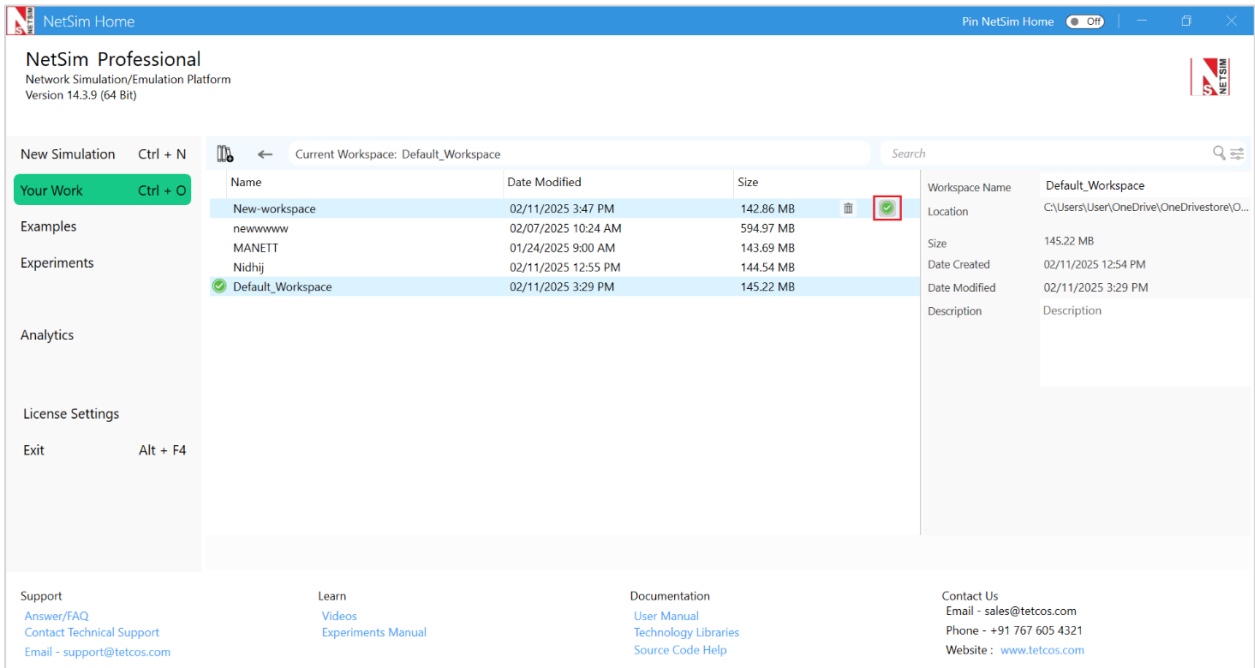 NETSIM
NetSim Home
Pin NetSim Home
Off
NetSim Professional
Network Simulation/Emulation Platform
Version 14.3.9 (64 Bit)
NETSIM
New Simulation Ctrl + N
Your Work Ctrl + O
Examples
Experiments
Analytics
License Settings
Exit Alt + F4
Current Workspace: Default_Workspace
Search
Name Date Modified Size
New-workspace 02/11/2025 3:47 PM 142.86 MB
newwwww 02/07/2025 10:24 AM 594.97 MB
MANETT 01/24/2025 9:00 AM 143.69 MB
Nidhij 02/11/2025 12:55 PM 144.54 MB
Default_Workspace 02/11/2025 3:29 PM 145.22 MB
Workspace Name Default_Workspace
Location C:\Users\User\OneDrive\OneDrivestore\O...
Size 145.22 MB
Date Created 02/11/2025 12:54 PM
Date Modified 02/11/2025 3:29 PM
Description Description
Support
Answer/FAQ
Contact Technical Support
Email - support@tetcos.com
Learn
Videos
Experiments Manual
Documentation
User Manual
Technology Libraries
Source Code Help
Contact Us
Email - sales@tetcos.com
Phone - +91 767 605 4321
Website : www.tetcos.com